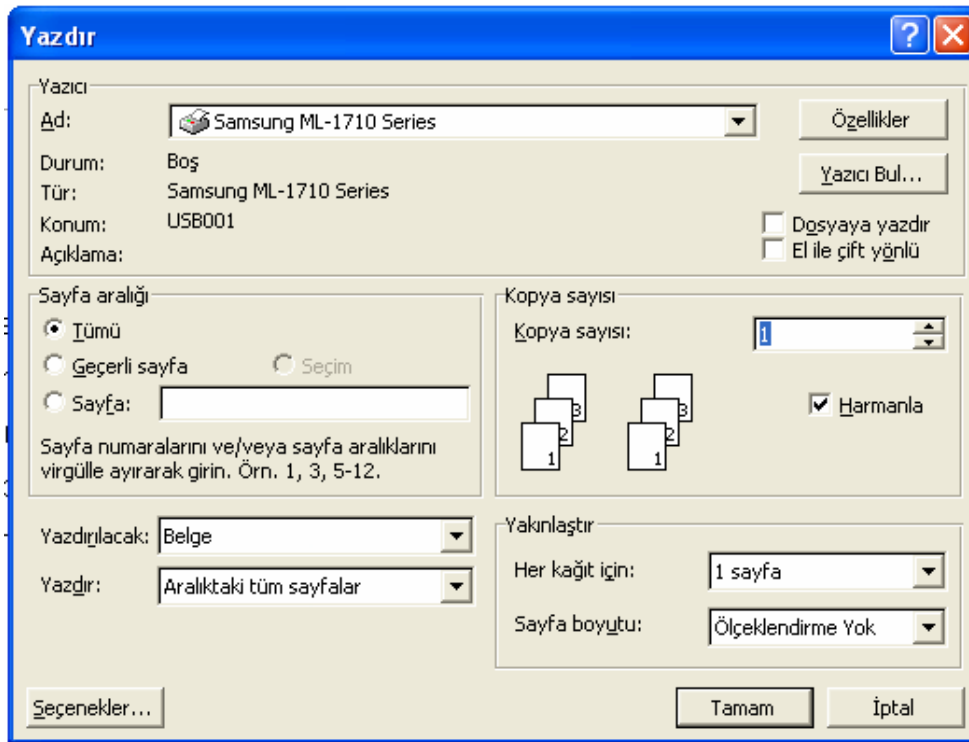 Yazdır
Yazıcı
Ad: Samsung ML-1710 Series Özellikler
Durum: Boş
Yazıcı Bul...
Tür: Samsung ML-1710 Series
Konum: USB001
Dosyaya yazdır
Açıklama:
El ile çift yönlü
Sayfa aralığı
Tümü
Geçerli sayfa Seçim
Sayfa:
Sayfa numaralarını ve/veya sayfa aralıklarını
virgülle ayırarak girin. Örn. 1, 3, 5-12.
Kopya sayısı
Kopya sayısı: 1
3 3
2 2
1 1
Harmanla
Yazdırılacak: Belge
Yazdır: Aralıktaki tüm sayfalar
Yakınlaştır
Her kağıt için: 1 sayfa
Sayfa boyutu: Ölçeklendirme Yok
Seçenekler... Tamam İptal